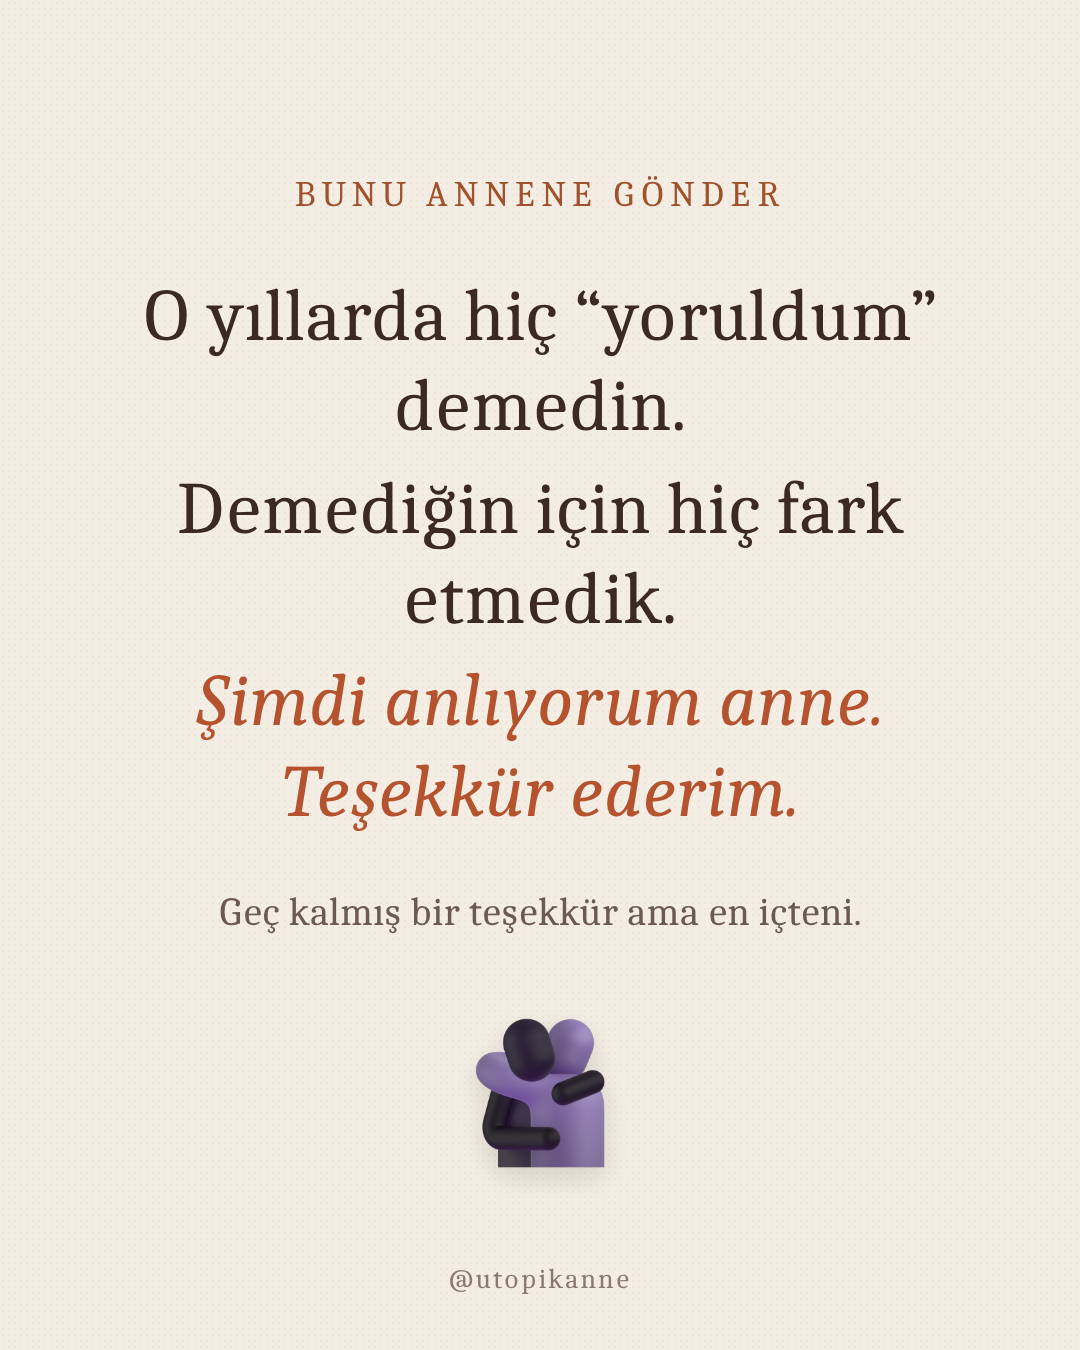 BUNU ANNENE GÖNDER
O yıllarda hiç “yoruldum”
demedin.
Demediğin için hiç fark
etmedik.
Şimdi anlıyorum anne.
Teşekkür ederim.
Geç kalmış bir teşekkür ama en içteni.
@utopikanne